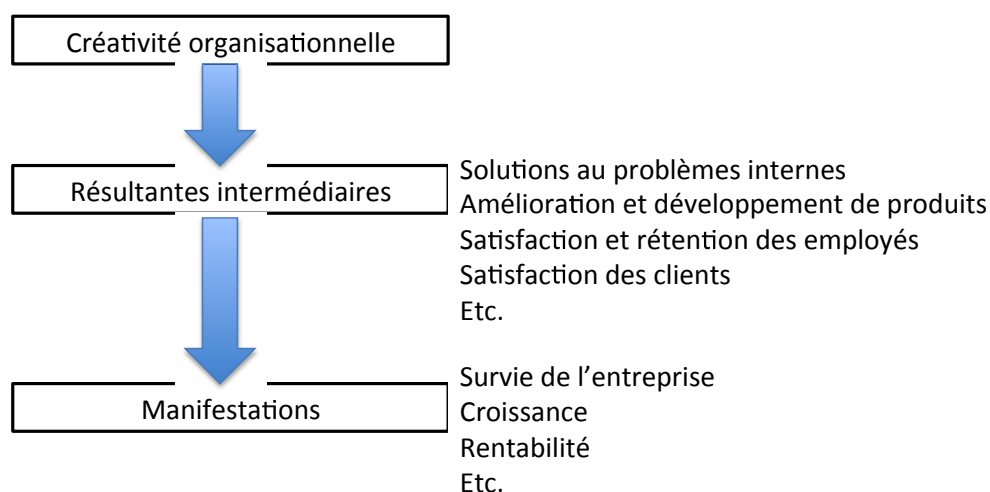 Créativité organisationnelle
Résultantes intermédiaires
Solutions au problèmes internes
Amélioration et développement de produits
Satisfaction et rétention des employés
Satisfaction des clients
Etc.
Manifestations
Survie de l’entreprise
Croissance
Rentabilité
Etc.